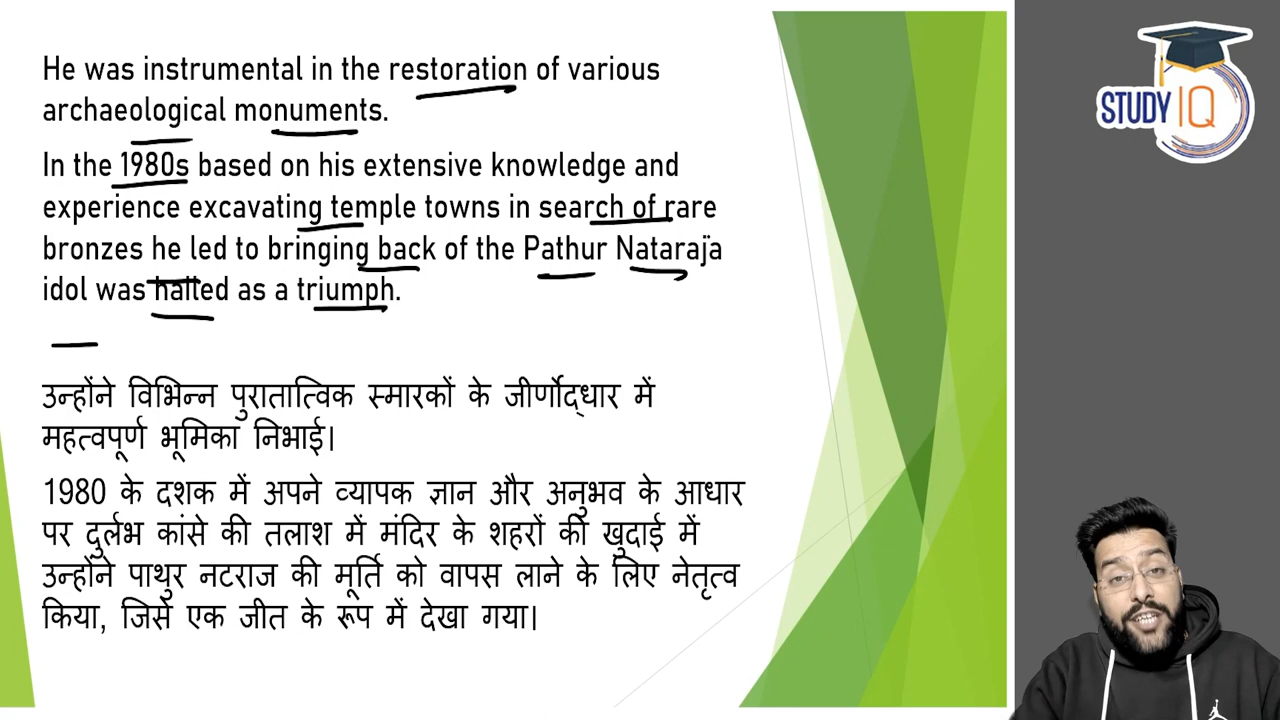 He was instrumental in the restoration of various
archaeological monuments.
In the 1980s based on his extensive knowledge and
experience excavating temple towns in search of rare
bronzes he led to bringing back of the Pathur Nataraja
idol was hailed as a triumph.
उन्होंने विभिन्न पुरातात्विक स्मारकों के जीर्णोद्धार में
महत्वपूर्ण भूमिका निभाई।
1980 के दशक में अपने व्यापक ज्ञान और अनुभव के आधार
पर दुर्लभ कांसे की तलाश में मंदिर के शहरों की खुदाई में
उन्होंने पाथुर नटराज की मूर्ति को वापस लाने के लिए नेतृत्व
किया, जिसे एक जीत के रूप में देखा गया।
STUDY IQ